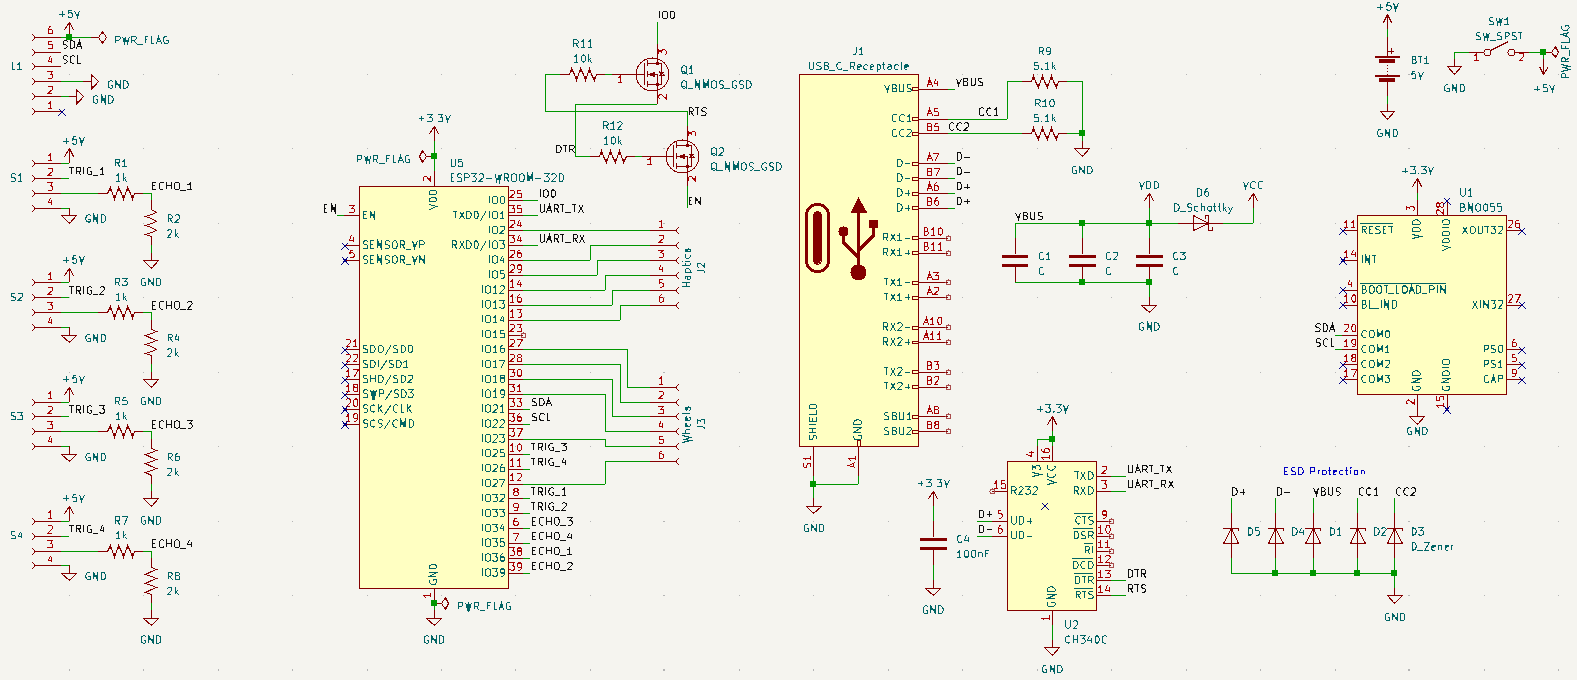 +5V
6
5
4
3
2
1
SDA
SCL
L1
PWR_FLAG
GND
GND
+5V
1
2
3
4
S1
TRIG_1
R1
1k
ECHO_1
R2
2k
GND
GND
+5V
1
2
3
4
S2
TRIG_2
R3
1k
ECHO_2
R4
2k
GND
GND
+5V
1
2
3
4
S3
TRIG_3
R5
1k
ECHO_3
R6
2k
GND
GND
+5V
1
2
3
4
S4
TRIG_4
R7
1k
ECHO_4
R8
2k
GND
GND
+3.3V
PWR_FLAG
U5
ESP32-WROOM-32D
2
VDD
EN 3 EN
4 SENSOR_VP
5 SENSOR_VN
21 SDO/SD0
22 SDI/SD1
17 SHD/SD2
18 SWP/SD3
20 SCK/CLK
19 SCS/CMD
IO0 25 IO0
TXD0/IO1 35 UART_TX
IO2 24
RXD0/IO3 34 UART_RX
IO4 26
IO5 29
IO12 14
IO13 16
IO14 13
IO15 23
IO16 27
IO17 28
IO18 30
IO19 31
IO21 33 SDA
IO22 36 SCL
IO23 37
IO25 10 TRIG_3
IO26 11 TRIG_4
IO27 12
IO32 8 TRIG_1
IO33 9 TRIG_2
IO34 6 ECHO_3
IO35 7 ECHO_4
IO36 38 ECHO_1
IO39 39 ECHO_2
GND
1
PWR_FLAG
GND
IO0
R11
10k
1
3
2
Q1
Q_NMOS_GSD
RTS
DTR
R12
10k
1
3
2
Q2
Q_NMOS_GSD
EN
1
2
3
4
5
6
Haptics
J2
1
2
3
4
5
6
Wheels
J3
J1
USB_C_Receptacle
VBUS A4 VBUS
CC1 A5 CC1
CC2 B5 CC2
D- A7 D-
D- B7 D-
D+ A6 D+
D+ B6 D+
RX1- B10
RX1+ B11
TX1- A3
TX1+ A2
RX2- A10
RX2+ A11
TX2- B3
TX2+ B2
SBU1 A8
SBU2 B8
SHIELD
GND
S1
A1
GND
R9
5.1k
R10
5.1k
GND
VBUS
VDD
D6
D_Schottky
VCC
C1
C
C2
C
C3
C
GND
+3.3V
C4
100nF
GND
+3.3V
4
16
V3
VCC
15 R232
D+ 5 UD+
D- 6 UD-
TXD 2 UART_TX
RXD 3 UART_RX
CTS 9
DSR 10
RI 11
DCD 12
DTR 13 DTR
RTS 14 RTS
GND
1
U2
CH340C
GND
+5V
+
BT1
5V
GND
SW1
SW_SPST
1
2
GND
PWR_FLAG
+5V
+3.3V
U1
BNO055
3
28
VDD
VDDIO
11 RESET
14 INT
4 BOOT_LOAD_PIN
10 BL_IND
SDA 20 COM0
SCL 19 COM1
18 COM2
17 COM3
XOUT32 26
XIN32 27
PS0 6
PS1 5
CAP 9
GND
GNDIO
2
15
GND
ESD Protection
D+
D-
VBUS
CC1
CC2
D5
D4
D1
D2
D3
D_Zener
GND